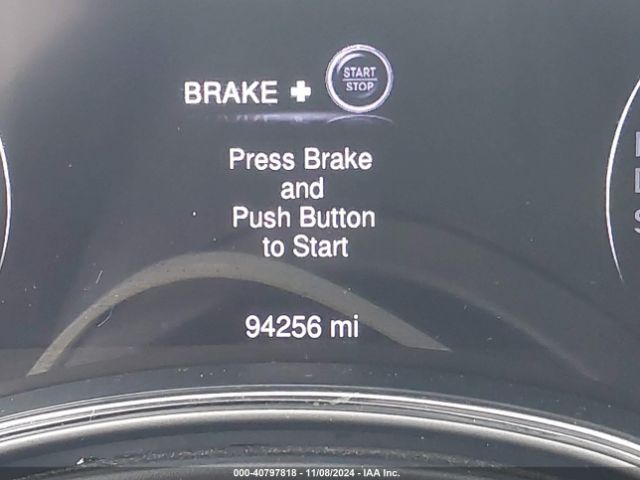 BRAKE + START STOP
Press Brake
and
Push Button
to Start
94256 mi
000-40797818 - 11/08/2024 - IAA Inc.